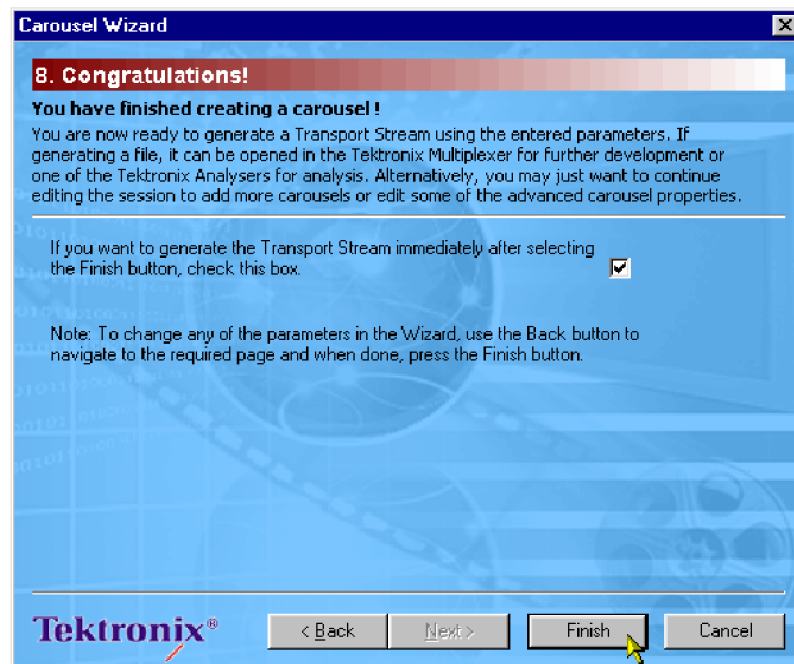 Carousel Wizard
8. Congratulations!
You have finished creating a carousel !
You are now ready to generate a Transport Stream using the entered parameters. If
generating a file, it can be opened in the Tektronix Multiplexer for further development or
one of the Tektronix Analysers for analysis. Alternatively, you may just want to continue
editing the session to add more carousels or edit some of the advanced carousel properties.
If you want to generate the Transport Stream immediately after selecting
the Finish button, check this box.
Note: To change any of the parameters in the Wizard, use the Back button to
navigate to the required page and when done, press the Finish button.
Tektronix®
< Back
Next >
Finish
Cancel